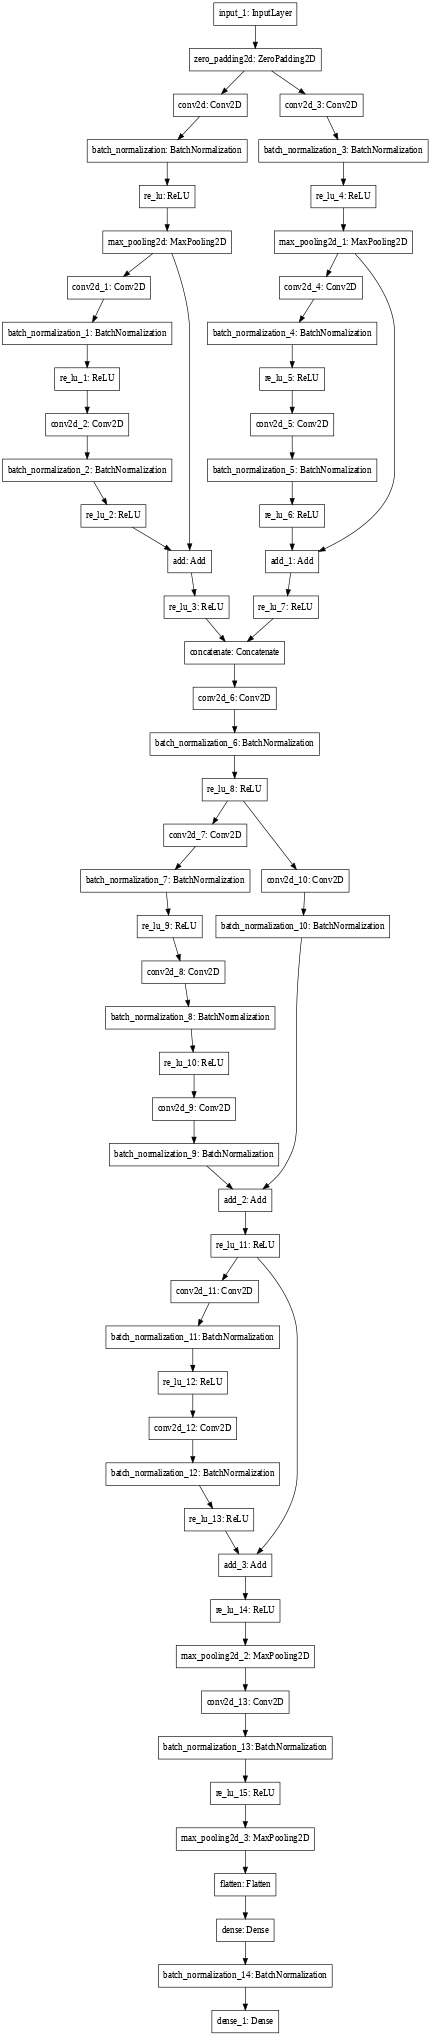 input_1: InputLayer
zero_padding2d: ZeroPadding2D
conv2d: Conv2D
conv2d_3: Conv2D
batch_normalization: BatchNormalization
batch_normalization_3: BatchNormalization
re_lu: ReLU
re_lu_4: ReLU
max_pooling2d: MaxPooling2D
max_pooling2d_1: MaxPooling2D
conv2d_1: Conv2D
conv2d_4: Conv2D
batch_normalization_1: BatchNormalization
batch_normalization_4: BatchNormalization
re_lu_1: ReLU
re_lu_5: ReLU
conv2d_2: Conv2D
conv2d_5: Conv2D
batch_normalization_2: BatchNormalization
batch_normalization_5: BatchNormalization
re_lu_2: ReLU
re_lu_6: ReLU
add: Add
add_1: Add
re_lu_3: ReLU
re_lu_7: ReLU
concatenate: Concatenate
conv2d_6: Conv2D
batch_normalization_6: BatchNormalization
re_lu_8: ReLU
conv2d_7: Conv2D
batch_normalization_7: BatchNormalization
conv2d_10: Conv2D
re_lu_9: ReLU
batch_normalization_10: BatchNormalization
conv2d_8: Conv2D
batch_normalization_8: BatchNormalization
re_lu_10: ReLU
conv2d_9: Conv2D
batch_normalization_9: BatchNormalization
add_2: Add
re_lu_11: ReLU
conv2d_11: Conv2D
batch_normalization_11: BatchNormalization
re_lu_12: ReLU
conv2d_12: Conv2D
batch_normalization_12: BatchNormalization
re_lu_13: ReLU
add_3: Add
re_lu_14: ReLU
max_pooling2d_2: MaxPooling2D
conv2d_13: Conv2D
batch_normalization_13: BatchNormalization
re_lu_15: ReLU
max_pooling2d_3: MaxPooling2D
flatten: Flatten
dense: Dense
batch_normalization_14: BatchNormalization
dense_1: Dense